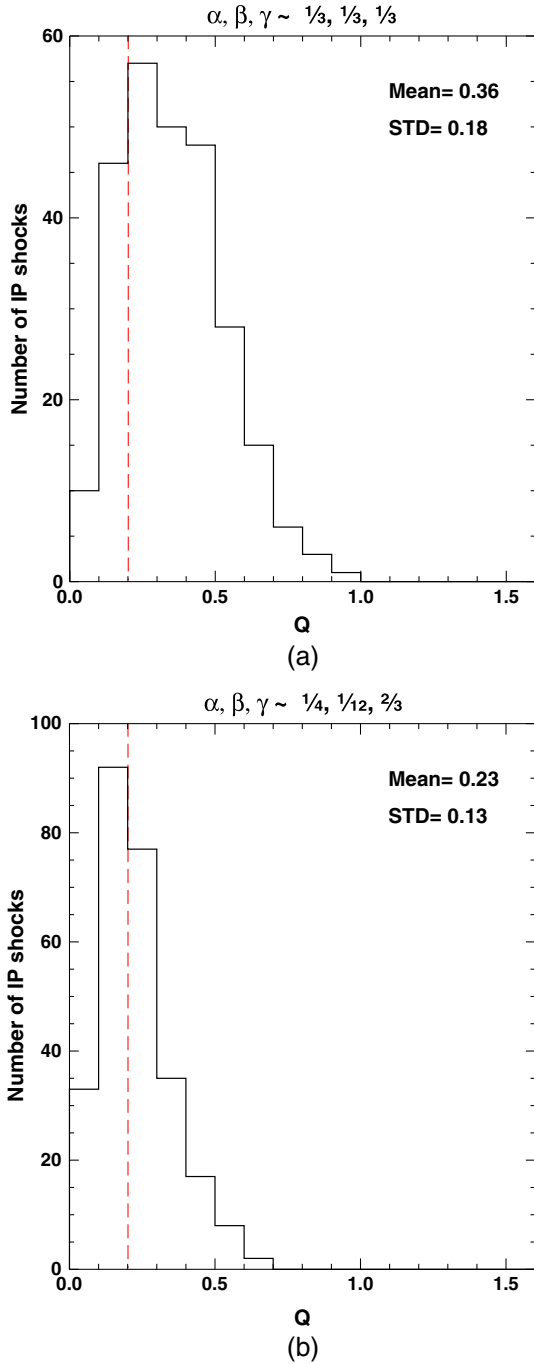 α, β, γ ~ ⅓, ⅓, ⅓
60
Mean= 0.36
STD= 0.18
40
Number of IP shocks
20
0
0.0 0.5 1.0 1.5
Q
(a)
α, β, γ ~ ¼, 1⁄12, ⅔
100
Mean= 0.23
80
STD= 0.13
60
Number of IP shocks
40
20
0
0.0 0.5 1.0 1.5
Q
(b)